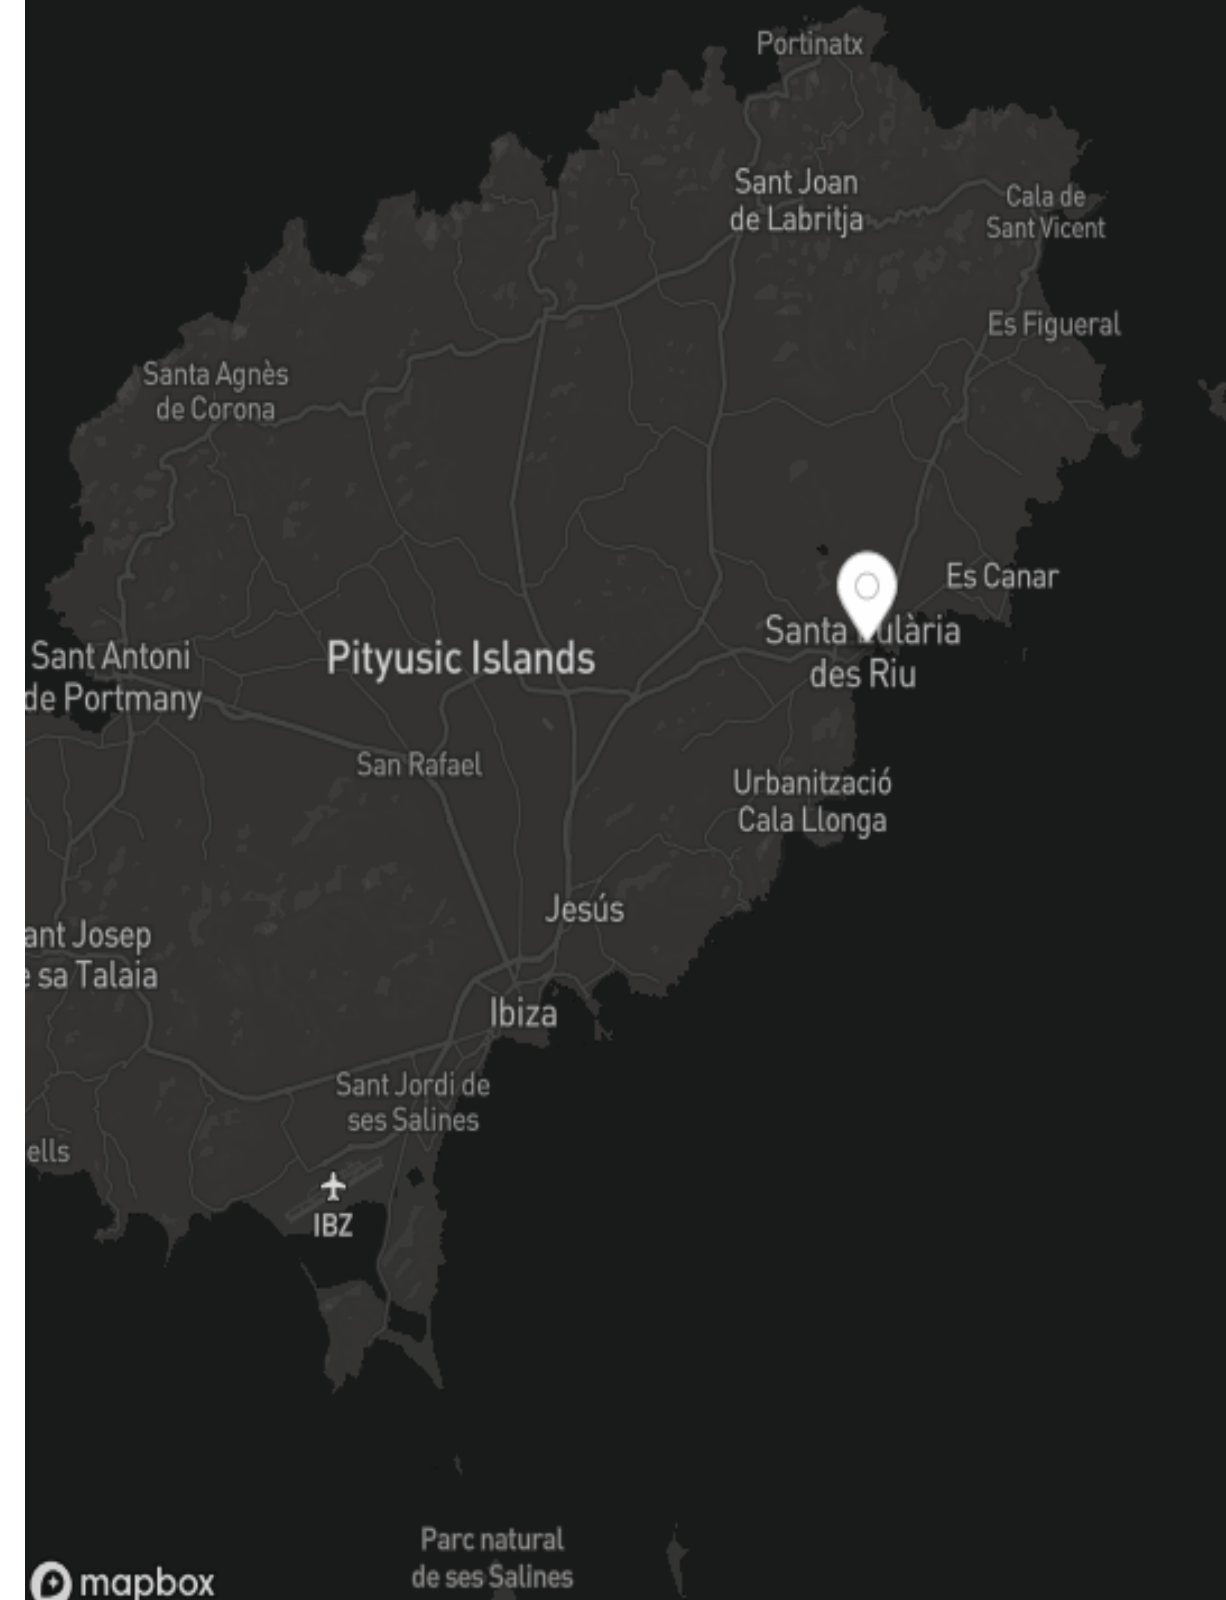 Portinatx
Sant Joan
de Labritja
Cala de
Sant Vicent
Es Figueral
Santa Agnès
de Corona
Es Canar
Santa ulària
des Riu
Sant Antoni
de Portmany
Pityusic Islands
San Rafael
Urbanització
Cala Llonga
Jesús
ant Josep
e sa Talaia
Ibiza
Sant Jordi de
ses Salines
ells
IBZ
Parc natural
de ses Salines
mapbox